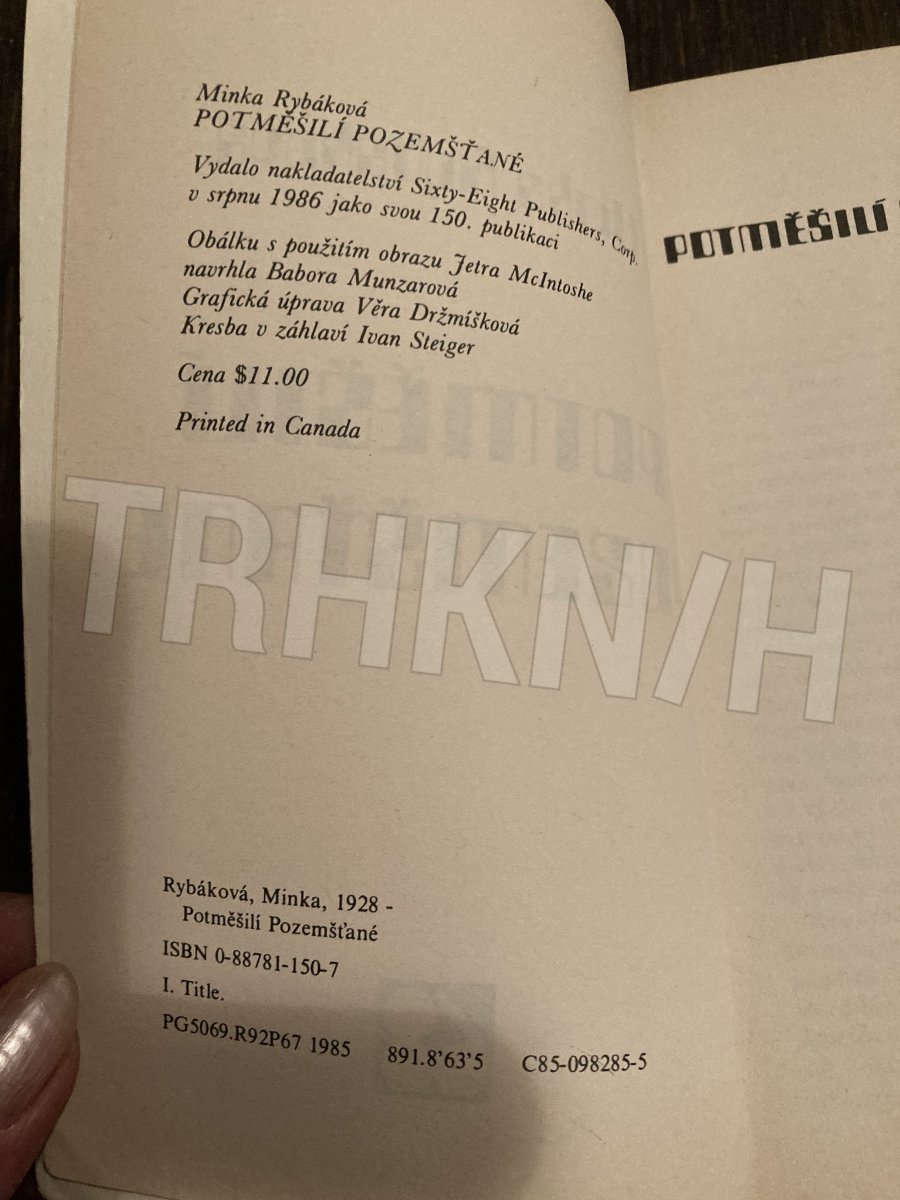 Minka Rybáková
POTMĚŠILÍ POZEMŠŤANÉ
Vydalo nakladatelství Sixty-Eight Publishers, Corp.
v srpnu 1986 jako svou 150. publikaci
Obálku s použitím obrazu Jetra McIntoshe
navrhla Babora Munzarová
Grafická úprava Věra Držmíšková
Kresba v záhlaví Ivan Steiger
Cena $11.00
Printed in Canada
TRHKN/H
Rybáková, Minka, 1928 -
Potměšilí Pozemšťané
ISBN 0-88781-150-7
I. Title.
PG5069.R92P67 1985 891.8'63'5 C85-098285-5
POTMĚŠILÍ